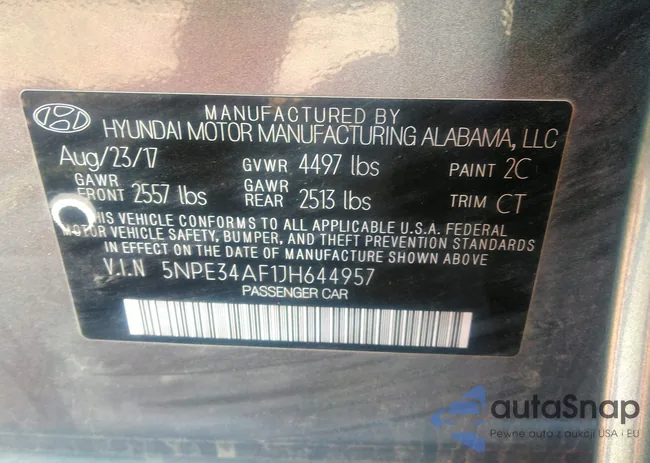 MANUFACTURED BY
HYUNDAI MOTOR MANUFACTURING ALABAMA, LLC
Aug/23/17 GVWR 4497 lbs PAINT 2C
GAWR FRONT 2557 lbs GAWR REAR 2513 lbs TRIM CT
THIS VEHICLE CONFORMS TO ALL APPLICABLE U.S.A. FEDERAL
MOTOR VEHICLE SAFETY, BUMPER, AND THEFT PREVENTION STANDARDS
IN EFFECT ON THE DATE OF MANUFACTURE SHOWN ABOVE
V.I.N 5NPE34AF1JH644957
PASSENGER CAR
autaSnap
Pewne auta z aukcji USA i EU